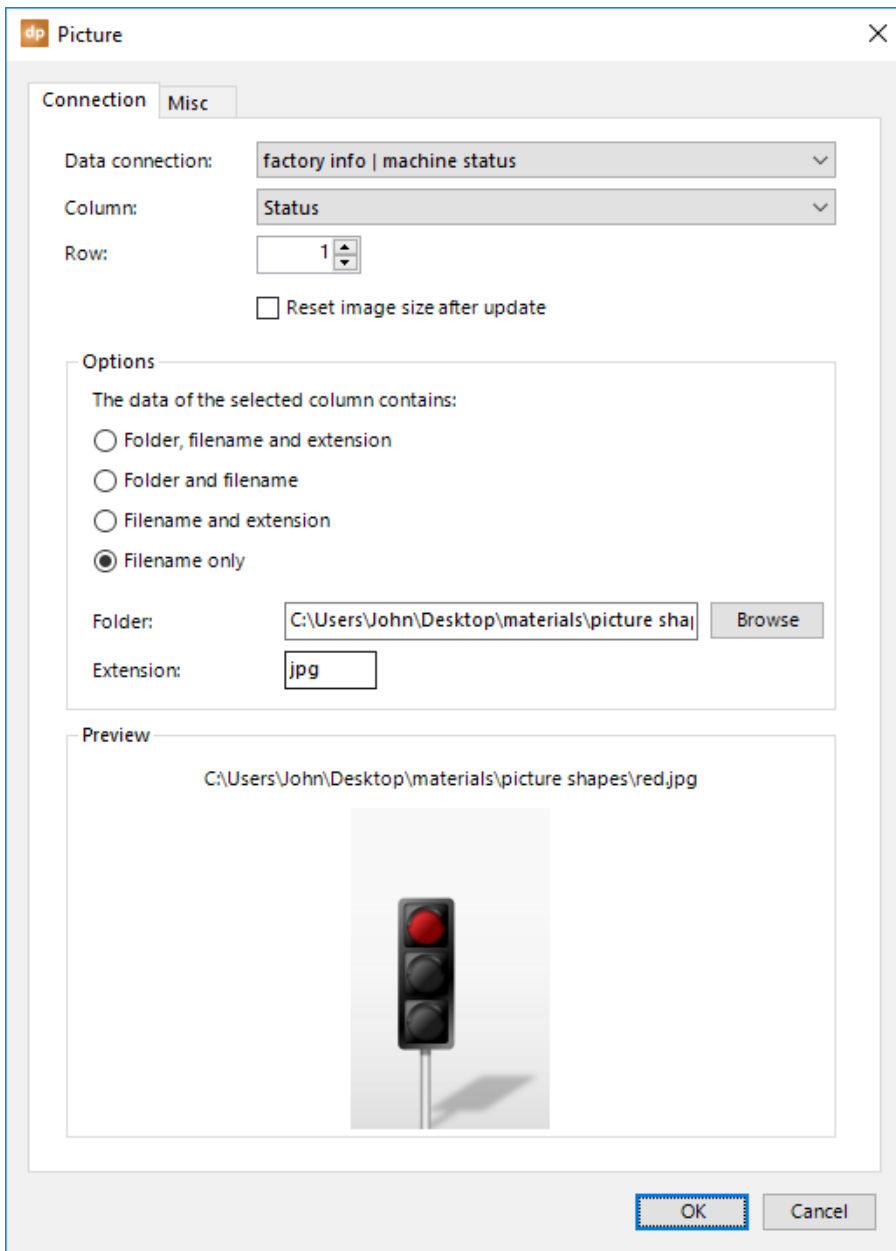 dp Picture
Connection Misc
Data connection: factory info | machine status
Column: Status
Row: 1
Reset image size after update
Options
The data of the selected column contains:
Folder, filename and extension
Folder and filename
Filename and extension
Filename only
Folder: C:\Users\John\Desktop\materials\picture shap Browse
Extension: jpg
Preview
C:\Users\John\Desktop\materials\picture shapes\red.jpg
OK Cancel